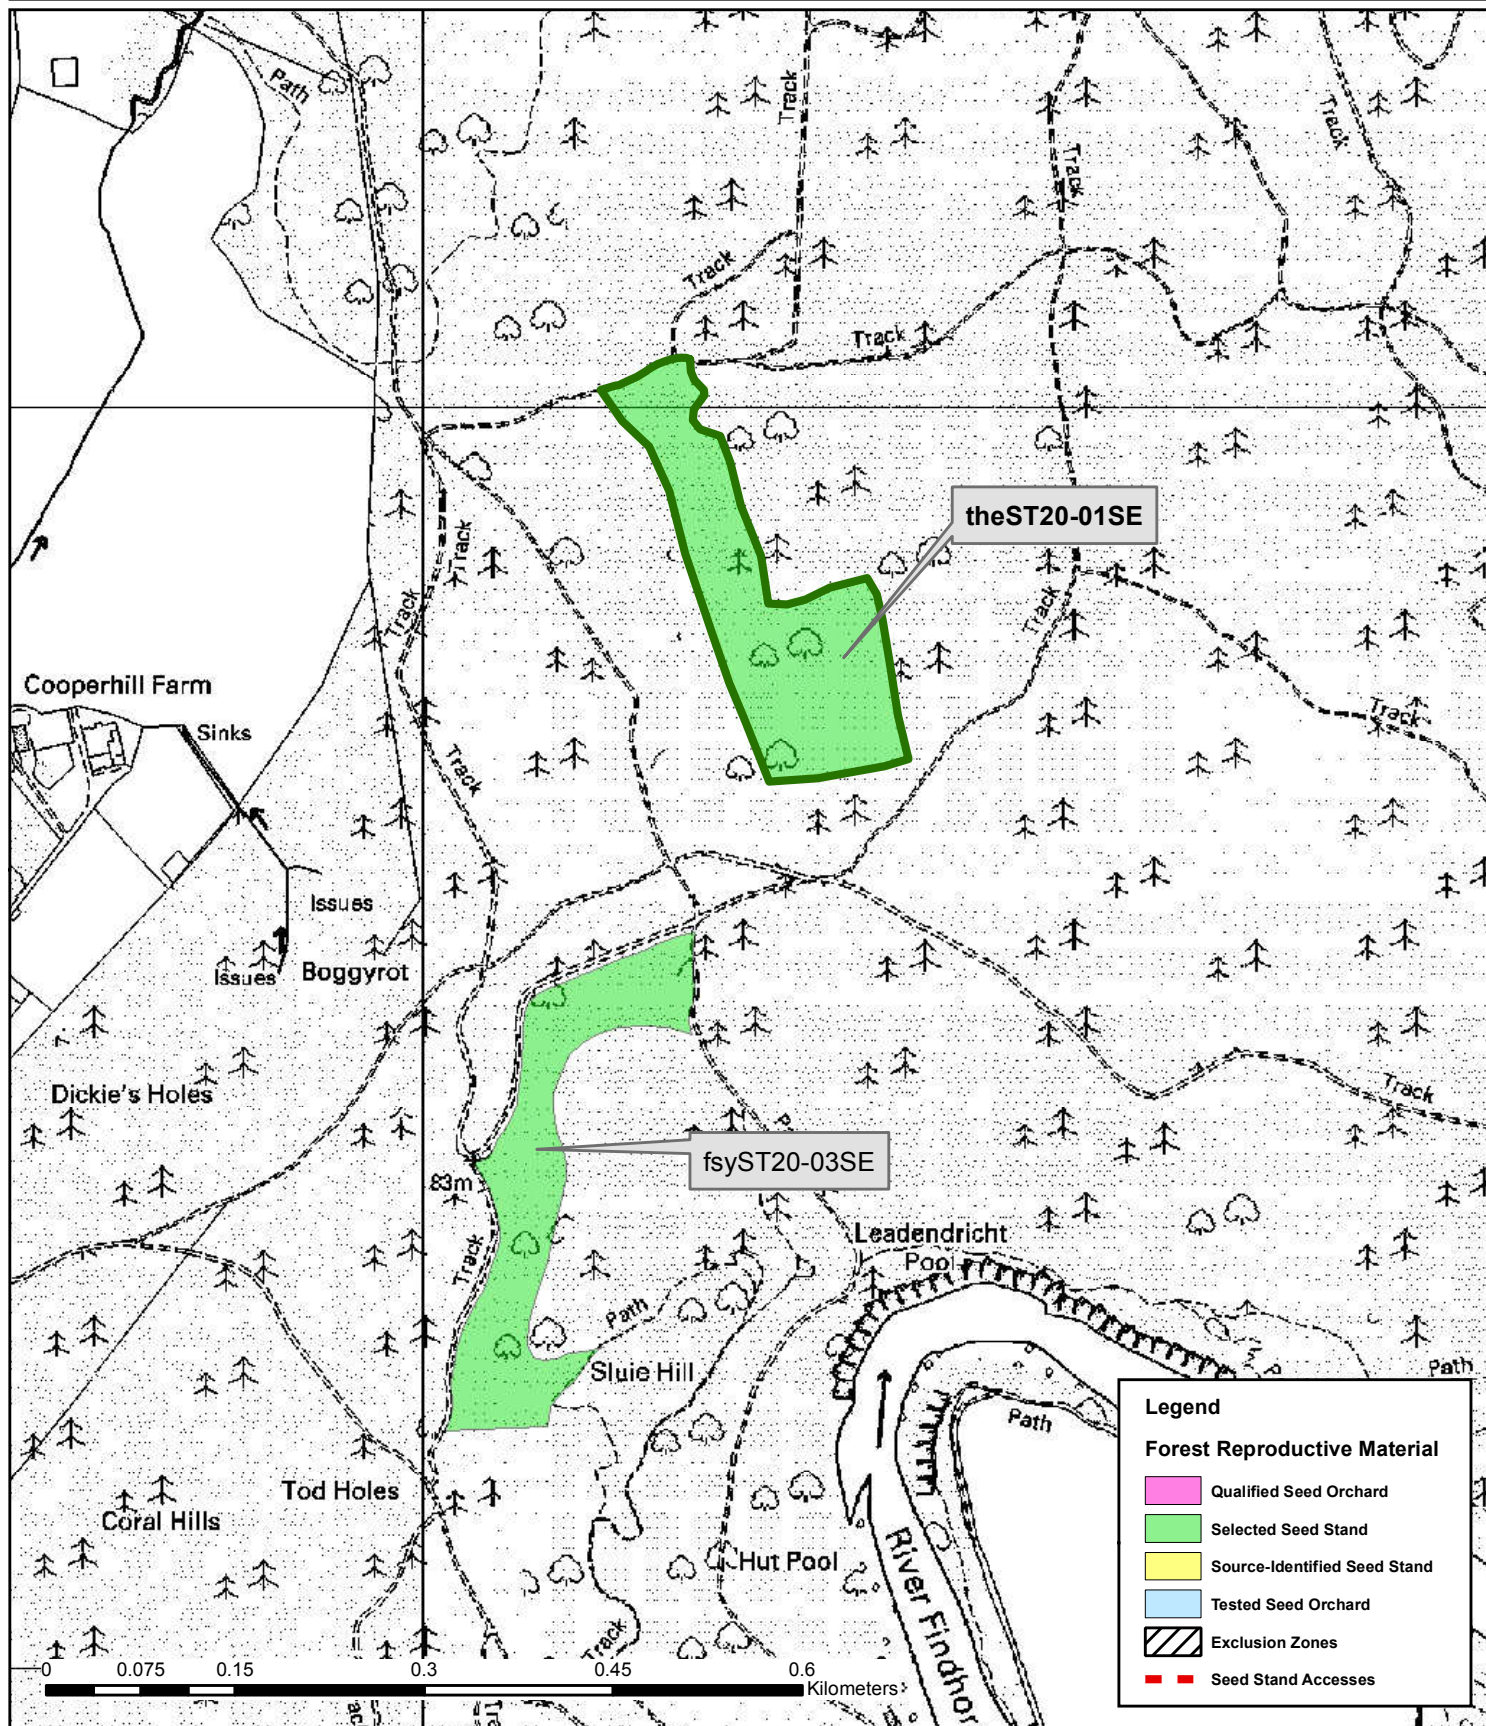 Path
Track
Track
Track
Track
Track
theST20-01SE
Track
Track
Track
Cooperhill Farm
Sinks
Track
Track
Issues
Issues
Boggyrot
Dickie's Holes
Track
fsyST20-03SE
83m
Leadendricht
Pool
Track
Path
Sluie Hill
Path
Path
Tod Holes
Coral Hills
Hut Pool
River Findhor
Track
Legend
Forest Reproductive Material
Qualified Seed Orchard
Selected Seed Stand
Source-Identified Seed Stand
Tested Seed Orchard
Exclusion Zones
Seed Stand Accesses
0 0.075 0.15 0.3 0.45 0.6
Kilometers